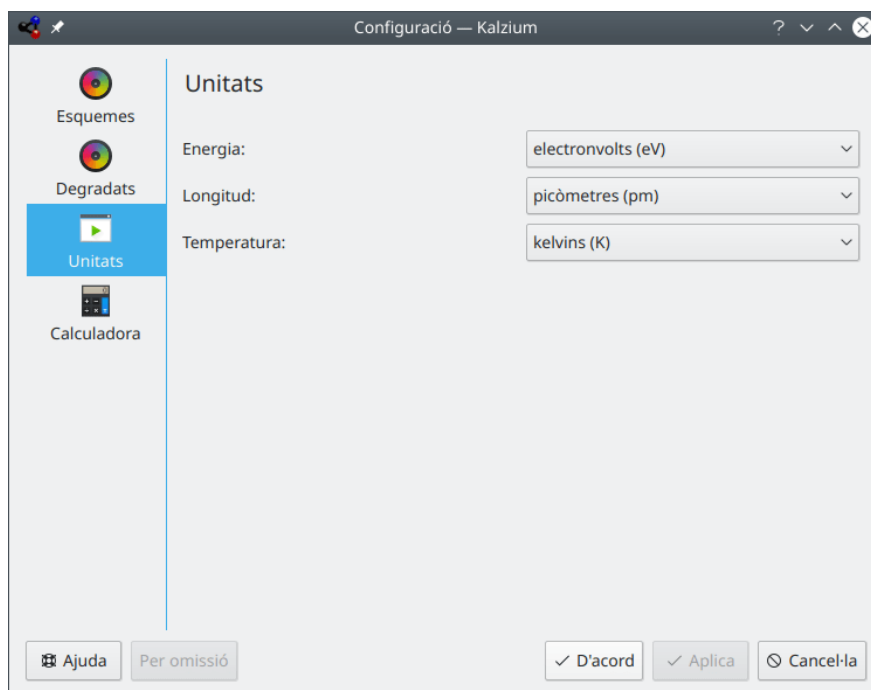 Configuració — Kalzium
Esquemes
Degradats
Unitats
Calculadora
Unitats
Energia: electronvolts (eV)
Longitud: picòmetres (pm)
Temperatura: kelvins (K)
Ajuda Per omissió D'acord Aplica Cancel·la